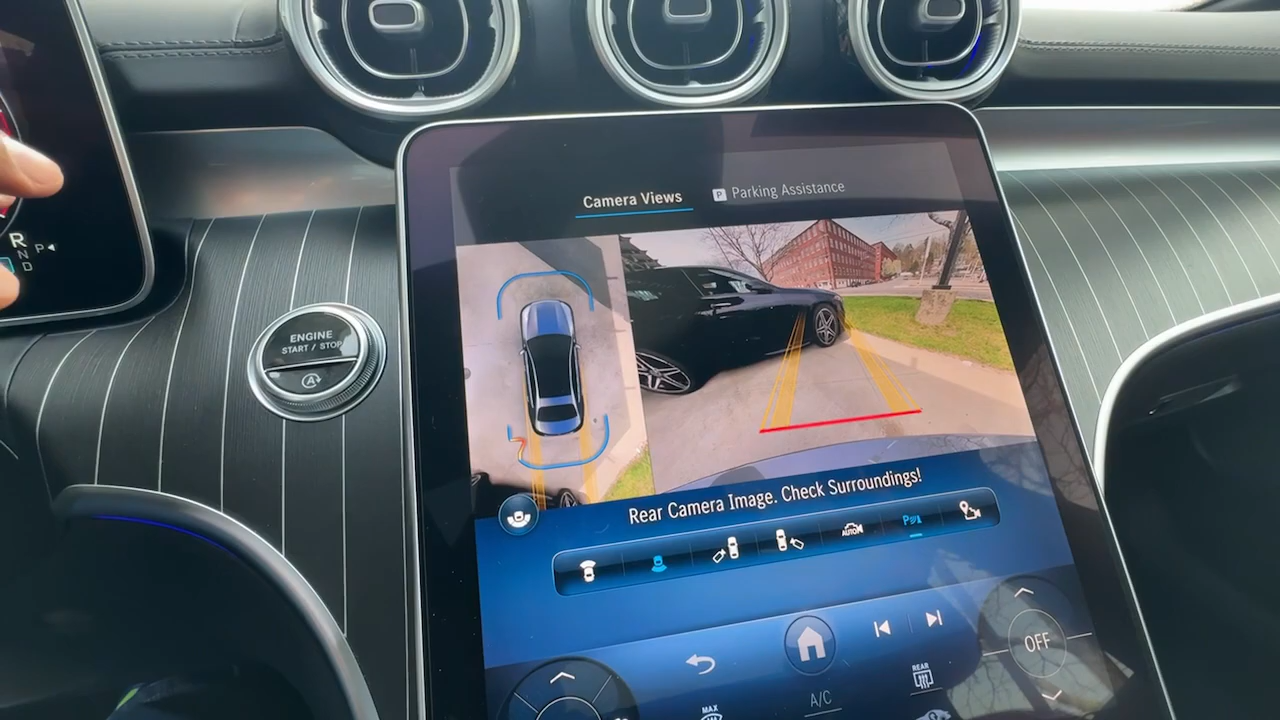 Camera Views
P Parking Assistance
R
N
D
P
ENGINE
START / STOP
A
Rear Camera Image. Check Surroundings!
AUTO
P
OFF
REAR
A/C
MAX